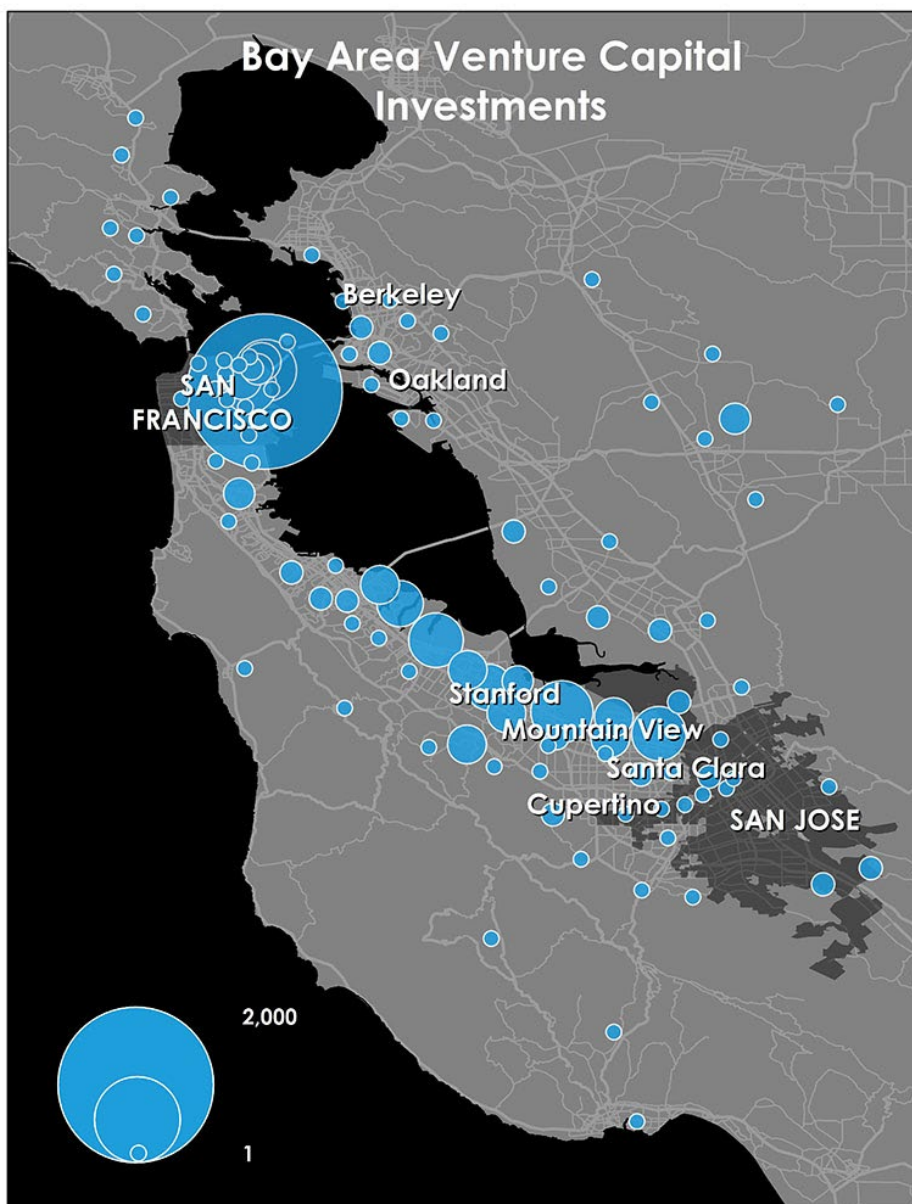 Bay Area Venture Capital
Investments
Berkeley
Oakland
SAN
FRANCISCO
Stanford
Mountain View
Santa Clara
Cupertino
SAN JOSE
2,000
1